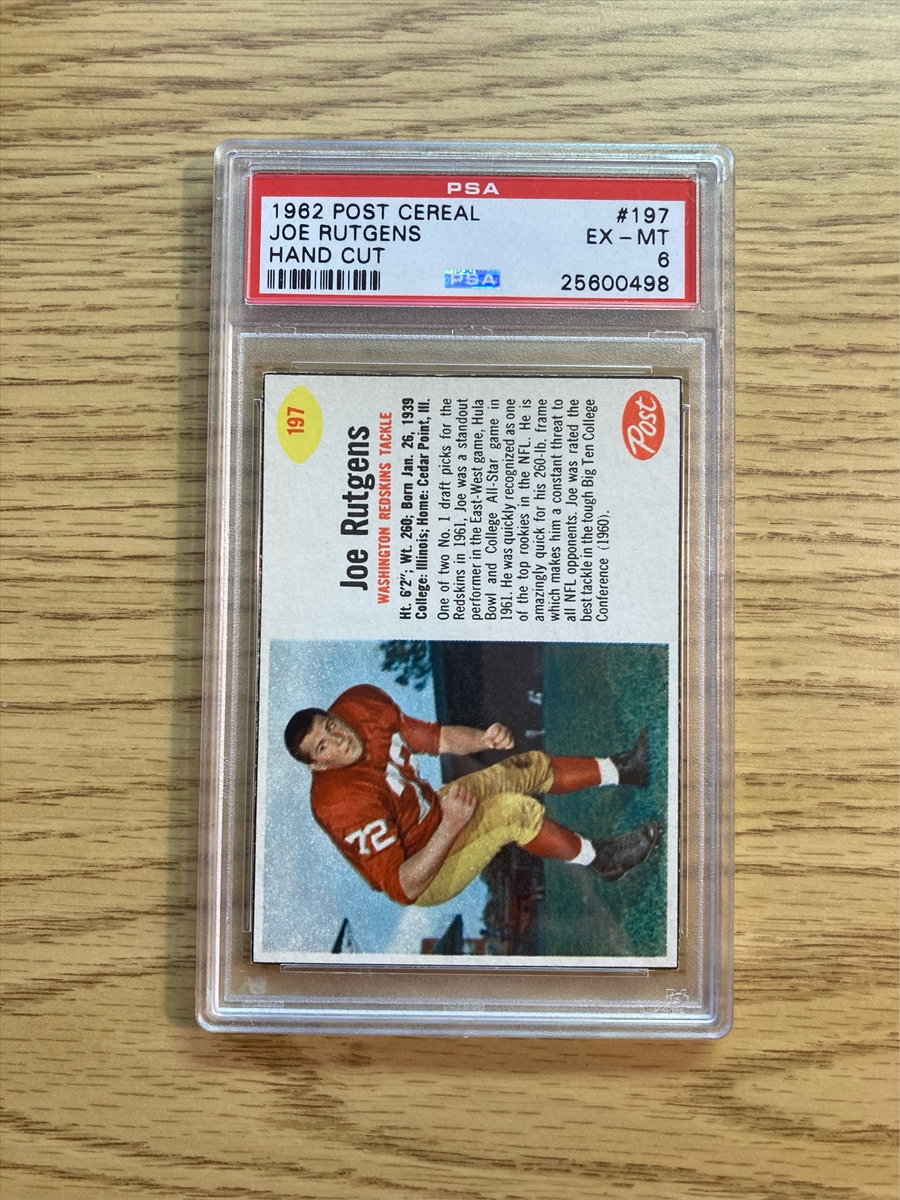 PSA
1962 POST CEREAL #197
JOE RUTGENS EX - MT
HAND CUT 6
PSA 25600498
197
Joe Rutgens
WASHINGTON REDSKINS TACKLE
Ht. 6'2"; Wt. 260; Born Jan. 26, 1939
College: Illinois; Home: Cedar Point, Ill.
One of two No. 1 draft picks for the
Redskins in 1961, Joe was a standout
performer in the East-West game, Hula
Bowl and College All-Star game in
1961. He was quickly recognized as one
of the top rookies in the NFL. He is
amazingly quick for his 260-lb. frame
which makes him a constant threat to
all NFL opponents. Joe was rated the
best tackle in the tough Big Ten College
Conference (1960).
Post
72
72